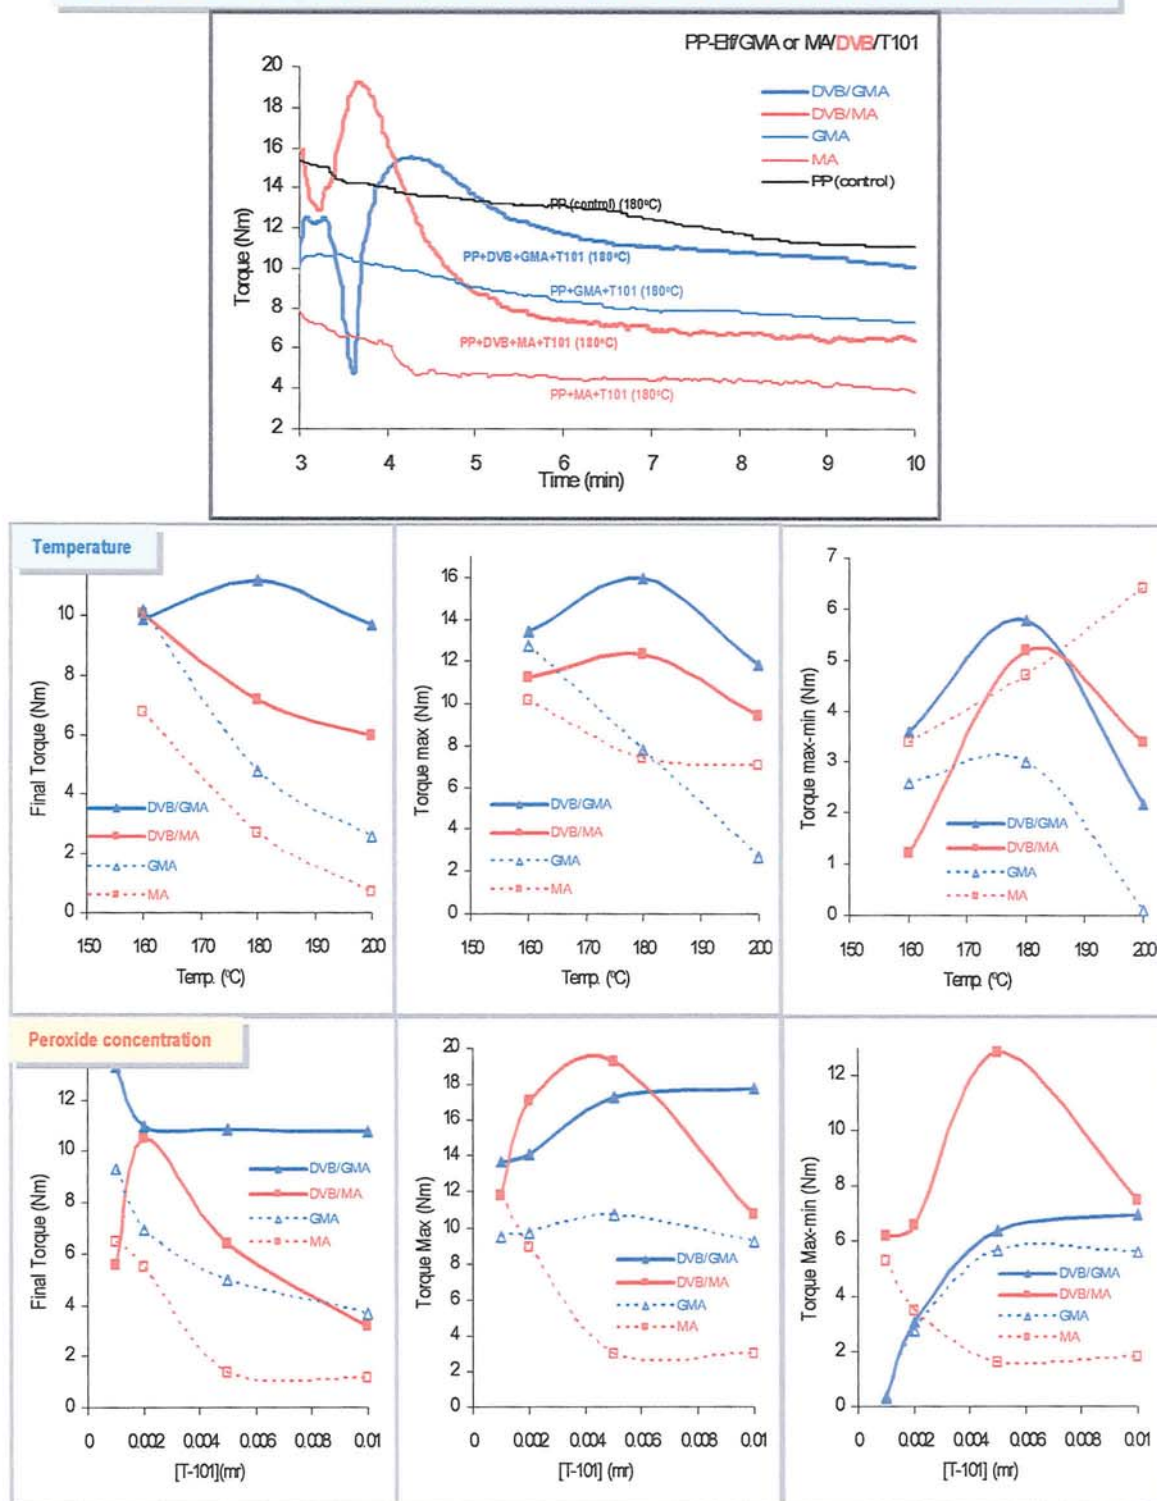 PP-Elf/GMA or MA/DVB/T101
Torque (Nm)
20
18
16
14
12
10
8
6
4
2
DVB/GMA
DVB/MA
GMA
MA
PP (control)
PP (control) (180ºC)
PP+DVB+GMA+T101 (180ºC)
PP+GMA+T101 (180ºC)
PP+DVB+MA+T101 (180ºC)
PP+MA+T101 (180ºC)
3 4 5 6 7 8 9 10
Time (min)
Temperature
Final Torque (Nm)
10
8
6
4
2
0
DVB/GMA
DVB/MA
GMA
MA
150 160 170 180 190 200
Temp. (ºC)
Torque max (Nm)
16
14
12
10
8
6
4
2
0
DVB/GMA
DVB/MA
GMA
MA
150 160 170 180 190 200
Temp. (ºC)
Torque max-min (Nm)
7
6
5
4
3
2
1
0
DVB/GMA
DVB/MA
GMA
MA
150 160 170 180 190 200
Temp. (ºC)
Peroxide concentration
Final Torque (Nm)
12
10
8
6
4
2
0
DVB/GMA
DVB/MA
GMA
MA
0 0.002 0.004 0.006 0.008 0.01
[T-101](mr)
Torque Max (Nm)
20
18
16
14
12
10
8
6
4
2
0
DVB/GMA
DVB/MA
GMA
MA
0 0.002 0.004 0.006 0.008 0.01
[T-101] (mr)
Torque Max-min (Nm)
12
10
8
6
4
2
0
DVB/GMA
DVB/MA
GMA
MA
0 0.002 0.004 0.006 0.008 0.01
[T-101] (mr)